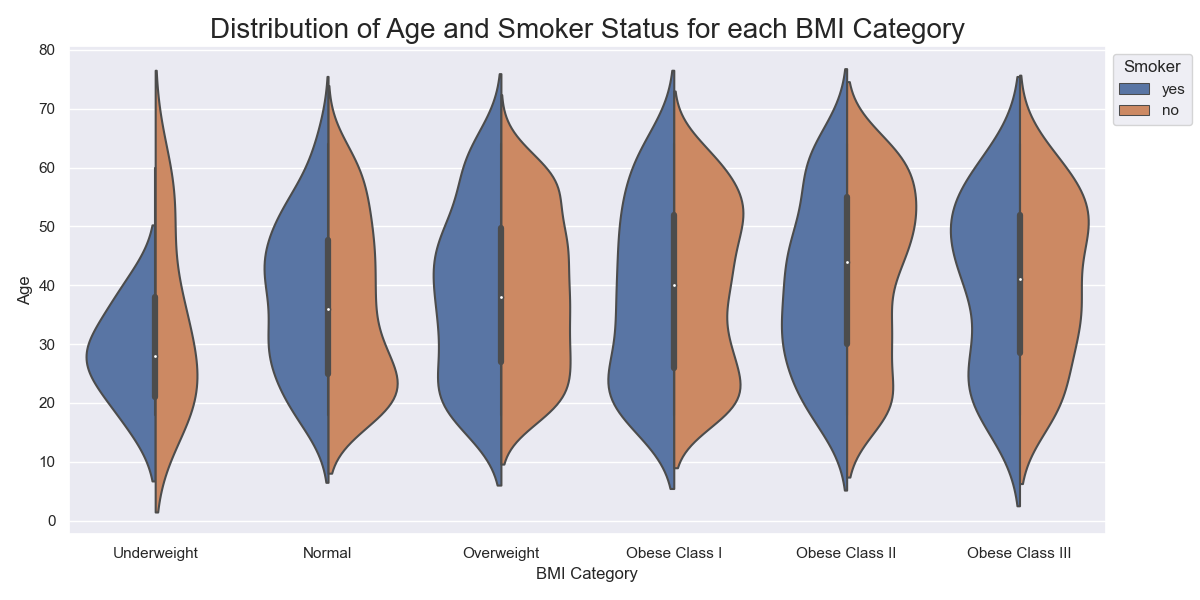 Distribution of Age and Smoker Status for each BMI Category
Smoker
yes
no
Age
80
70
60
50
40
30
20
10
0
Underweight
Normal
Overweight
Obese Class I
Obese Class II
Obese Class III
BMI Category